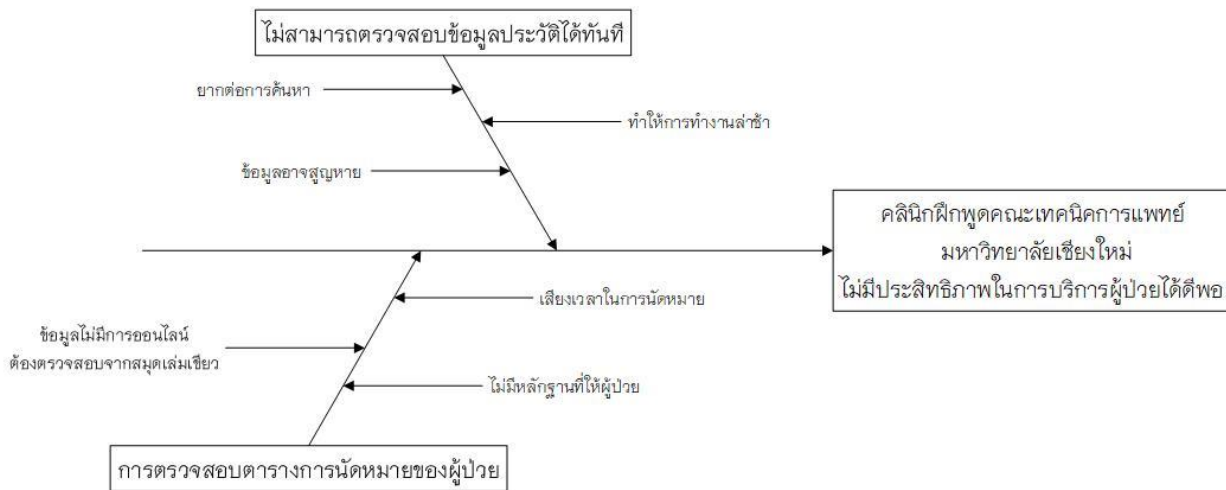 ไม่สามารถตรวจสอบข้อมูลประวัติได้ทันที
ยากต่อการค้นหา
ทำให้การทำงานล่าช้า
ข้อมูลอาจสูญหาย
คลินิกฝึกพูดคณะเทคนิคการแพทย์
มหาวิทยาลัยเชียงใหม่
ไม่มีประสิทธิภาพในการบริการผู้ป่วยได้ดีพอ
เสียงเวลาในการนัดหมาย
ข้อมูลไม่มีการออนไลน์
ต้องตรวจสอบจากสมุดเล่มเขียว
ไม่มีหลักฐานที่ให้ผู้ป่วย
การตรวจสอบตารางการนัดหมายของผู้ป่วย